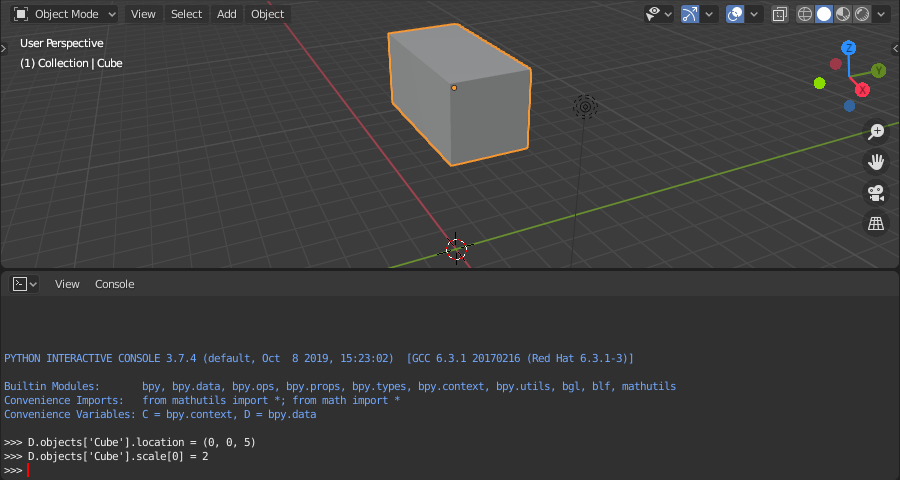 Object Mode View Select Add Object
User Perspective
(1) Collection | Cube
Z
Y
X
View Console
PYTHON INTERACTIVE CONSOLE 3.7.4 (default, Oct  8 2019, 15:23:02)  [GCC 6.3.1 20170216 (Red Hat 6.3.1-3)]
Builtin Modules:       bpy, bpy.data, bpy.ops, bpy.props, bpy.types, bpy.context, bpy.utils, bgl, blf, mathutils
Convenience Imports:   from mathutils import *; from math import *
Convenience Variables: C = bpy.context, D = bpy.data
>>> D.objects['Cube'].location = (0, 0, 5)
>>> D.objects['Cube'].scale[0] = 2
>>>